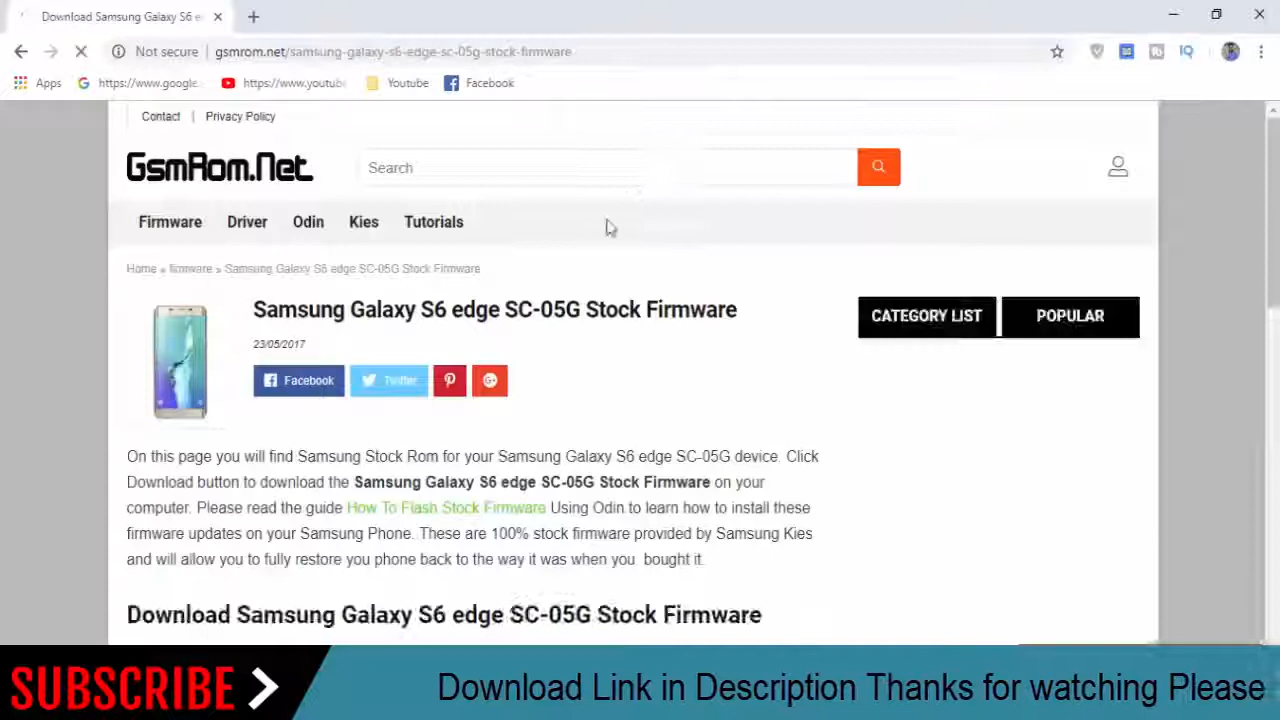 Download Samsung Galaxy S6 e
Not secure | gsmrom.net/samsung-galaxy-s6-edge-sc-05g-stock-firmware
Apps https://www.google. https://www.youtub Youtube Facebook
Contact | Privacy Policy
GsmRom.Net
Search
Firmware Driver Odin Kies Tutorials
Home » firmware » Samsung Galaxy S6 edge SC-05G Stock Firmware
Samsung Galaxy S6 edge SC-05G Stock Firmware
CATEGORY LIST POPULAR
23/05/2017
Facebook Twitter
On this page you will find Samsung Stock Rom for your Samsung Galaxy S6 edge SC-05G device. Click
Download button to download the Samsung Galaxy S6 edge SC-05G Stock Firmware on your
computer. Please read the guide How To Flash Stock Firmware Using Odin to learn how to install these
firmware updates on your Samsung Phone. These are 100% stock firmware provided by Samsung Kies
and will allow you to fully restore you phone back to the way it was when you bought it.
Download Samsung Galaxy S6 edge SC-05G Stock Firmware
SUBSCRIBE
Download Link in Description Thanks for watching Please